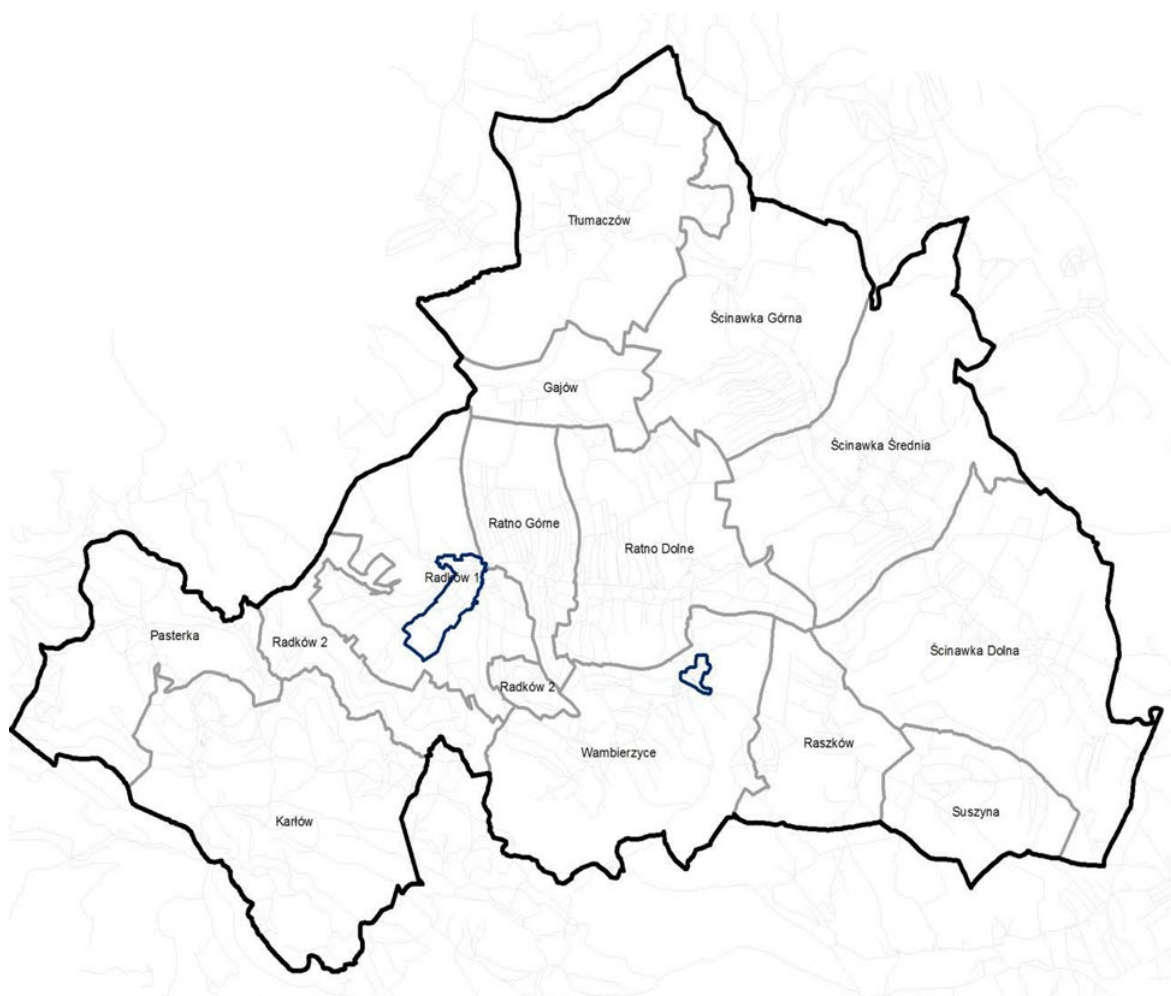 Tłumaczów
Ścinawka Górna
Gajów
Ścinawka Średnia
Ratno Górne
Ratno Dolne
Radków 1
Pasterka
Radków 2
Ścinawka Dolna
Radków 2
Wambierzyce
Raszków
Karłów
Suszyna